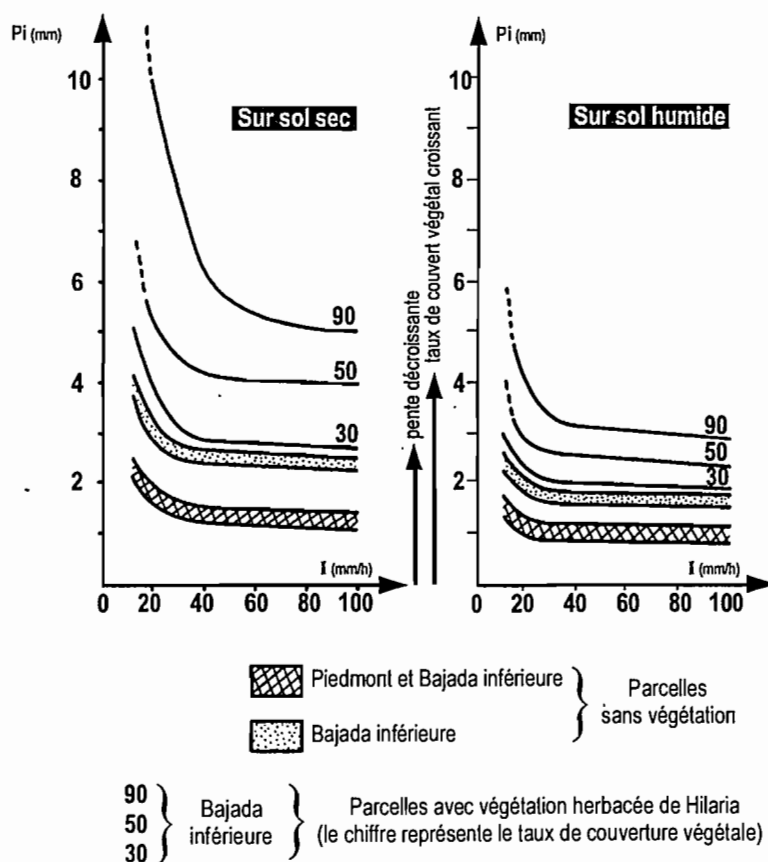 Pi (mm)
10
8
6
4
2
0
20
40
60
80
100
I (mm/h)
Sur sol sec
90
50
30
pente décroissante
taux de couvert végétal croissant
Pi (mm)
10
8
6
4
2
0
20
40
60
80
100
I (mm/h)
Sur sol humide
90
50
30
Piedmont et Bajada inférieure
Bajada inférieure
Parcelles
sans végétation
90
50
30
Bajada
inférieure
Parcelles avec végétation herbacée de Hilaria
(le chiffre représente le taux de couverture végétale)